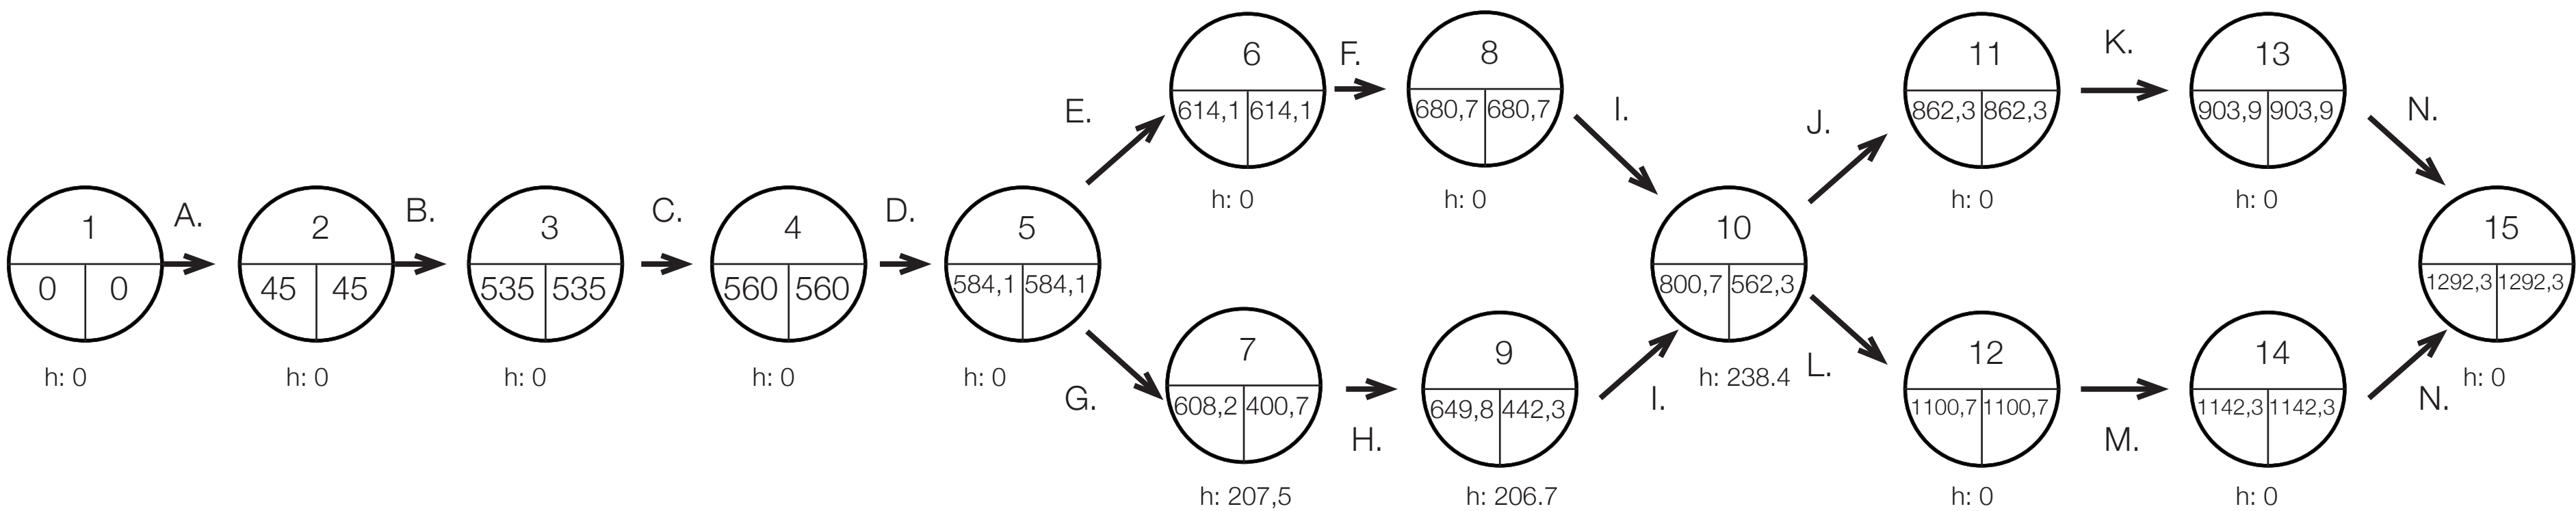 1
0 0
h: 0
A.
2
45 45
h: 0
B.
3
535 535
h: 0
C.
4
560 560
h: 0
D.
5
584,1 584,1
h: 0
E.
6
614,1 614,1
h: 0
F.
8
680,7 680,7
h: 0
I.
G.
7
608,2 400,7
h: 207,5
H.
9
649,8 442,3
h: 206.7
I.
10
800,7 562,3
h: 238.4
J.
11
862,3 862,3
h: 0
K.
13
903,9 903,9
h: 0
N.
L.
12
1100,7 1100,7
h: 0
M.
14
1142,3 1142,3
h: 0
N.
15
1292,3 1292,3
h: 0